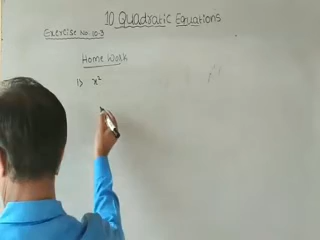 10 Quadratic Equations
Exercise No. 10.3
Home Work
1) x²